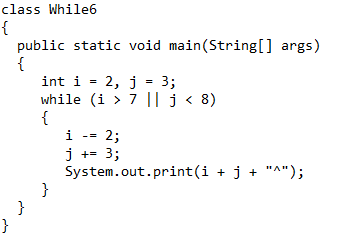 class While6
{
  public static void main(String[] args)
  {
     int i = 2, j = 3;
     while (i > 7 || j < 8)
     {
        i -= 2;
        j += 3;
        System.out.print(i + j + "^");
     }
  }
}